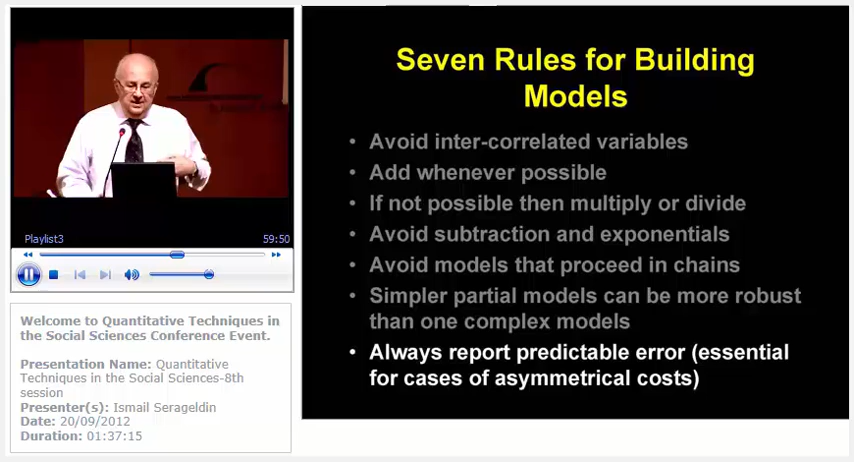 Playlist3
59:50
Welcome to Quantitative Techniques in
the Social Sciences Conference Event.
Presentation Name: Quantitative
Techniques in the Social Sciences-8th
session
Presenter(s): Ismail Serageldin
Date: 20/09/2012
Duration: 01:37:15
Seven Rules for Building
Models
• Avoid inter-correlated variables
• Add whenever possible
• If not possible then multiply or divide
• Avoid subtraction and exponentials
• Avoid models that proceed in chains
• Simpler partial models can be more robust
than one complex models
• Always report predictable error (essential
for cases of asymmetrical costs)